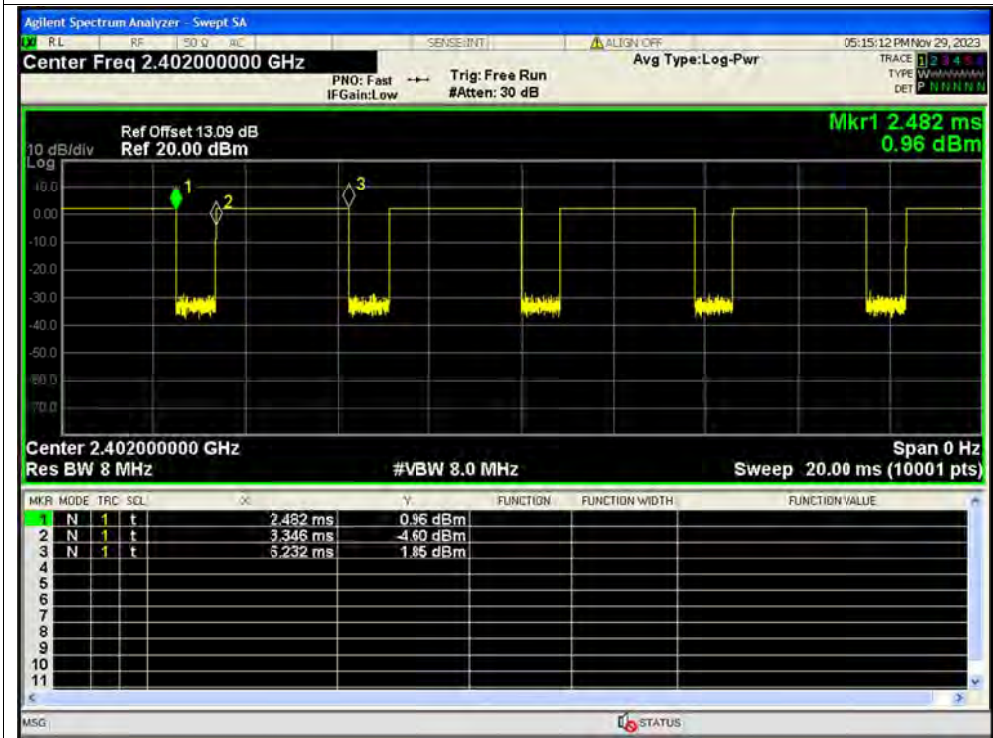 Agilent Spectrum Analyzer - Swept SA
RL RF 50 Ω AC SENSE:INT ALIGN OFF 05:15:12 PM Nov 29, 2023
Center Freq 2.402000000 GHz
Avg Type:Log-Pwr
PNO: Fast Trig: Free Run
IFGain:Low #Atten: 30 dB
TRACE 1 2 3 4 5 6
TYPE
DET P N N N N N
Mkr1 2.482 ms
0.96 dBm
Ref Offset 13.09 dB
10 dB/div Ref 20.00 dBm
Log
0.00
-10.0
-20.0
-30.0
-40.0
-50.0
1
2
3
Center 2.402000000 GHz Span 0 Hz
Res BW 8 MHz #VBW 8.0 MHz Sweep 20.00 ms (10001 pts)
MKR MODE TRC SCL X Y FUNCTION FUNCTION WIDTH FUNCTION VALUE
1 N 1 t 2.482 ms 0.96 dBm
2 N 1 t 3.346 ms -4.60 dBm
3 N 1 t 6.232 ms 1.85 dBm
4
5
6
7
8
9
10
11
MSG STATUS